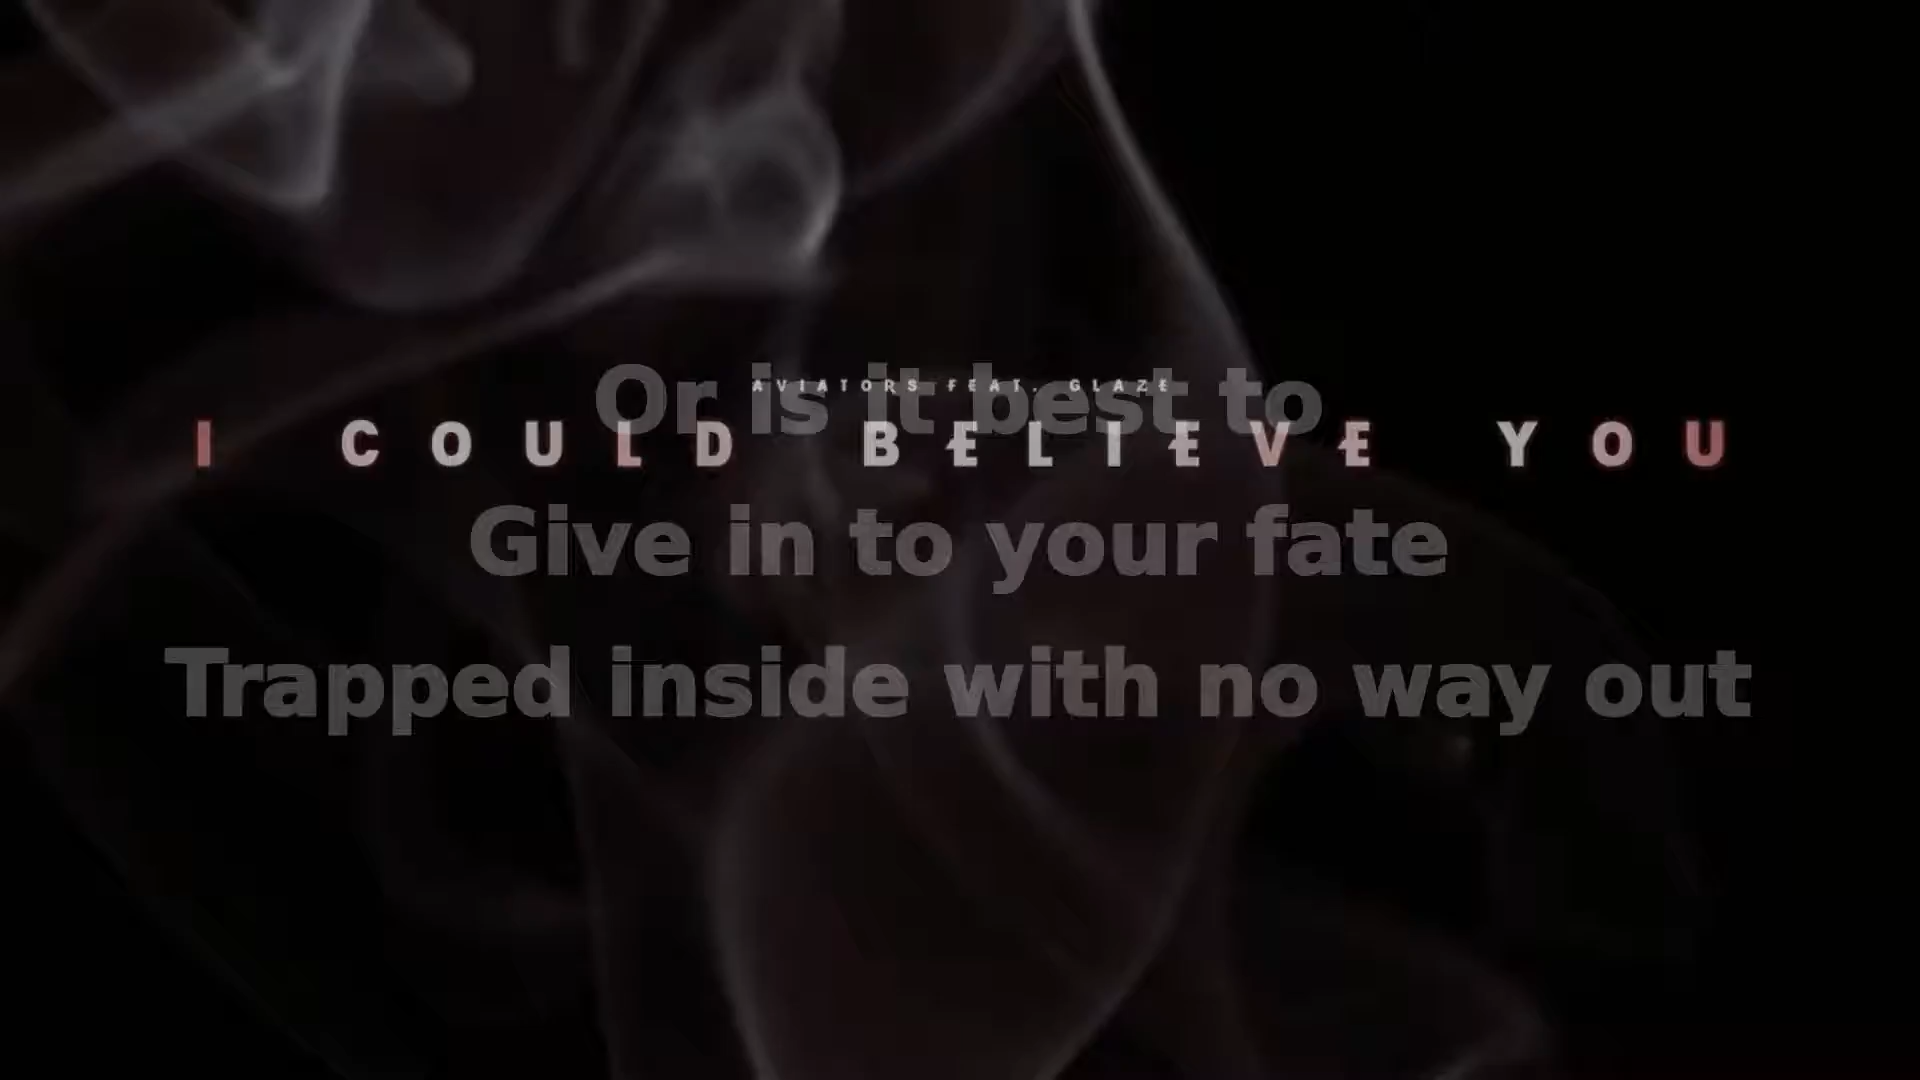 Or is it best to
AVIATORS FEAT. GLAZE
I COULD BELIEVE YOU
Give in to your fate
Trapped inside with no way out